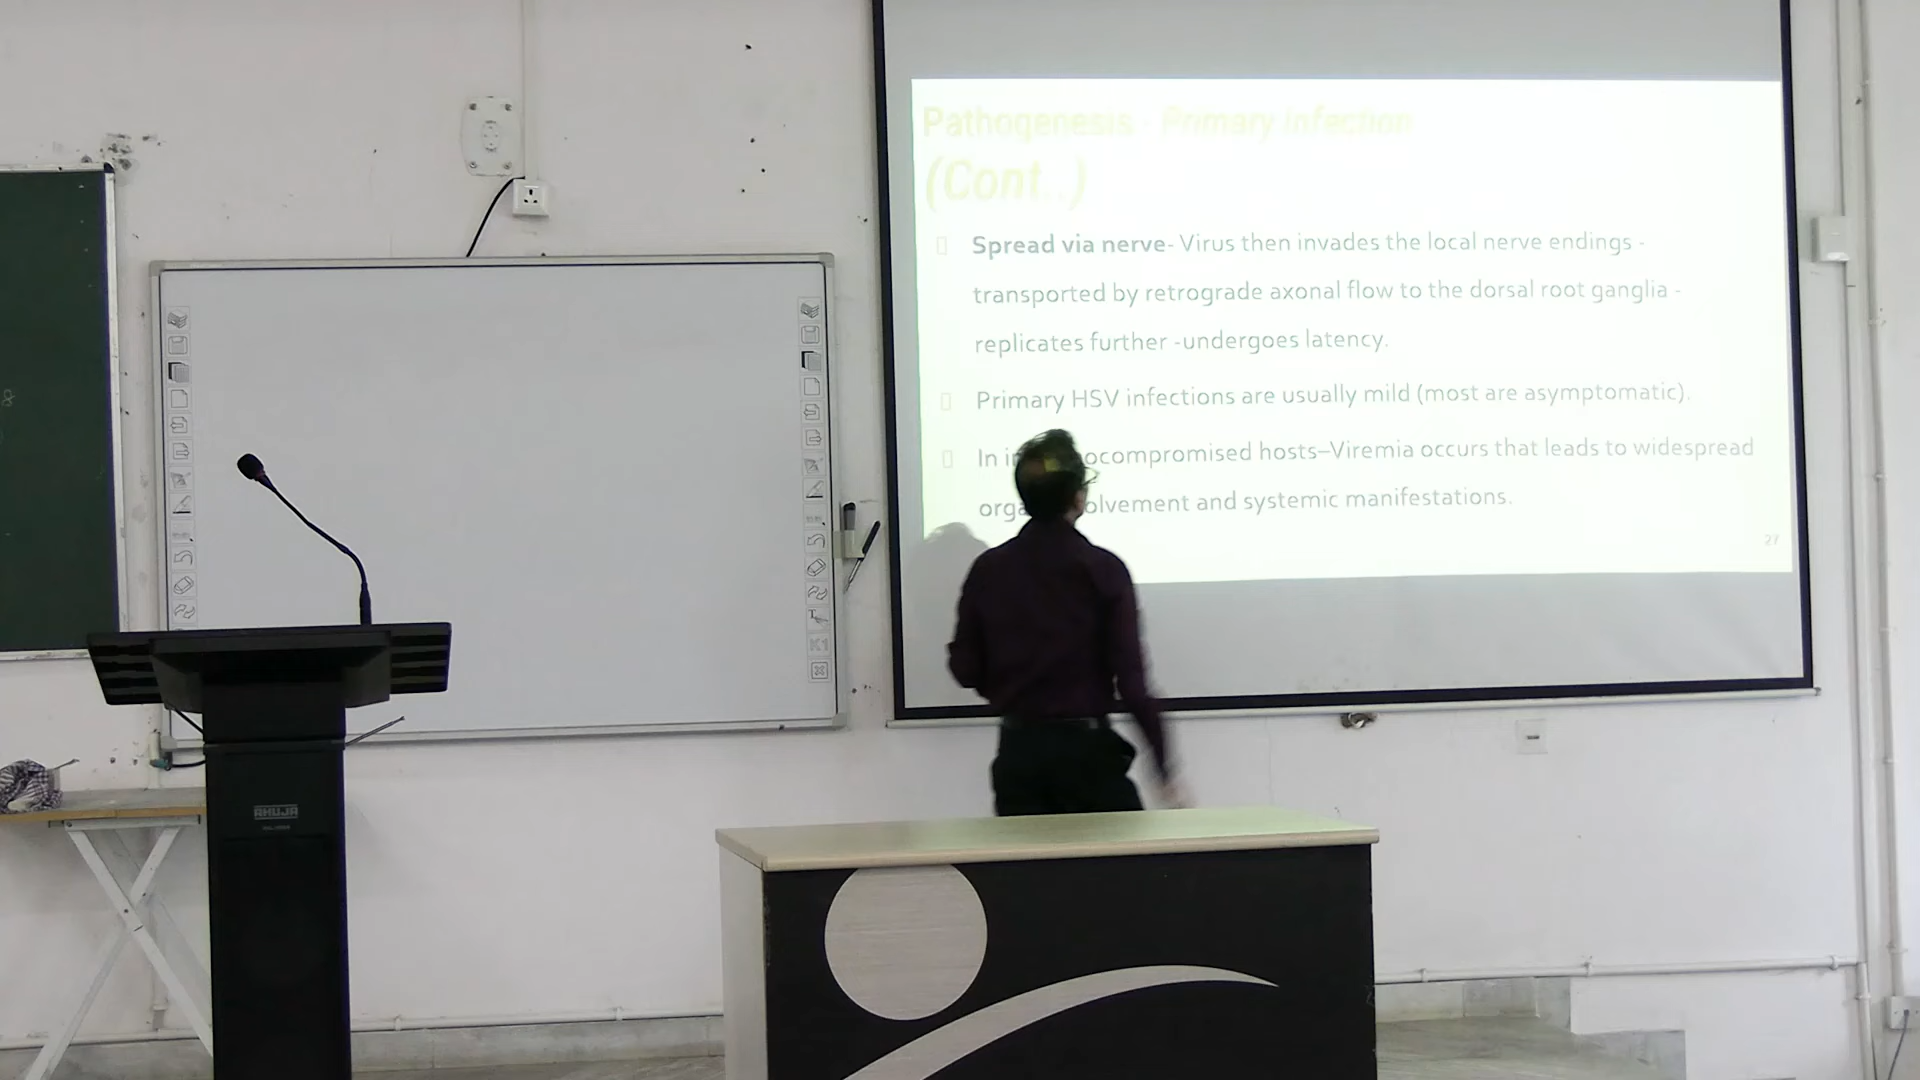 Pathogenesis - Primary Infection
(Cont..)
Spread via nerve- Virus then invades the local nerve endings -
transported by retrograde axonal flow to the dorsal root ganglia -
replicates further -undergoes latency.
Primary HSV infections are usually mild (most are asymptomatic).
In i ocompromised hosts–Viremia occurs that leads to widespread
orga olvement and systemic manifestations.
27
AHUJA